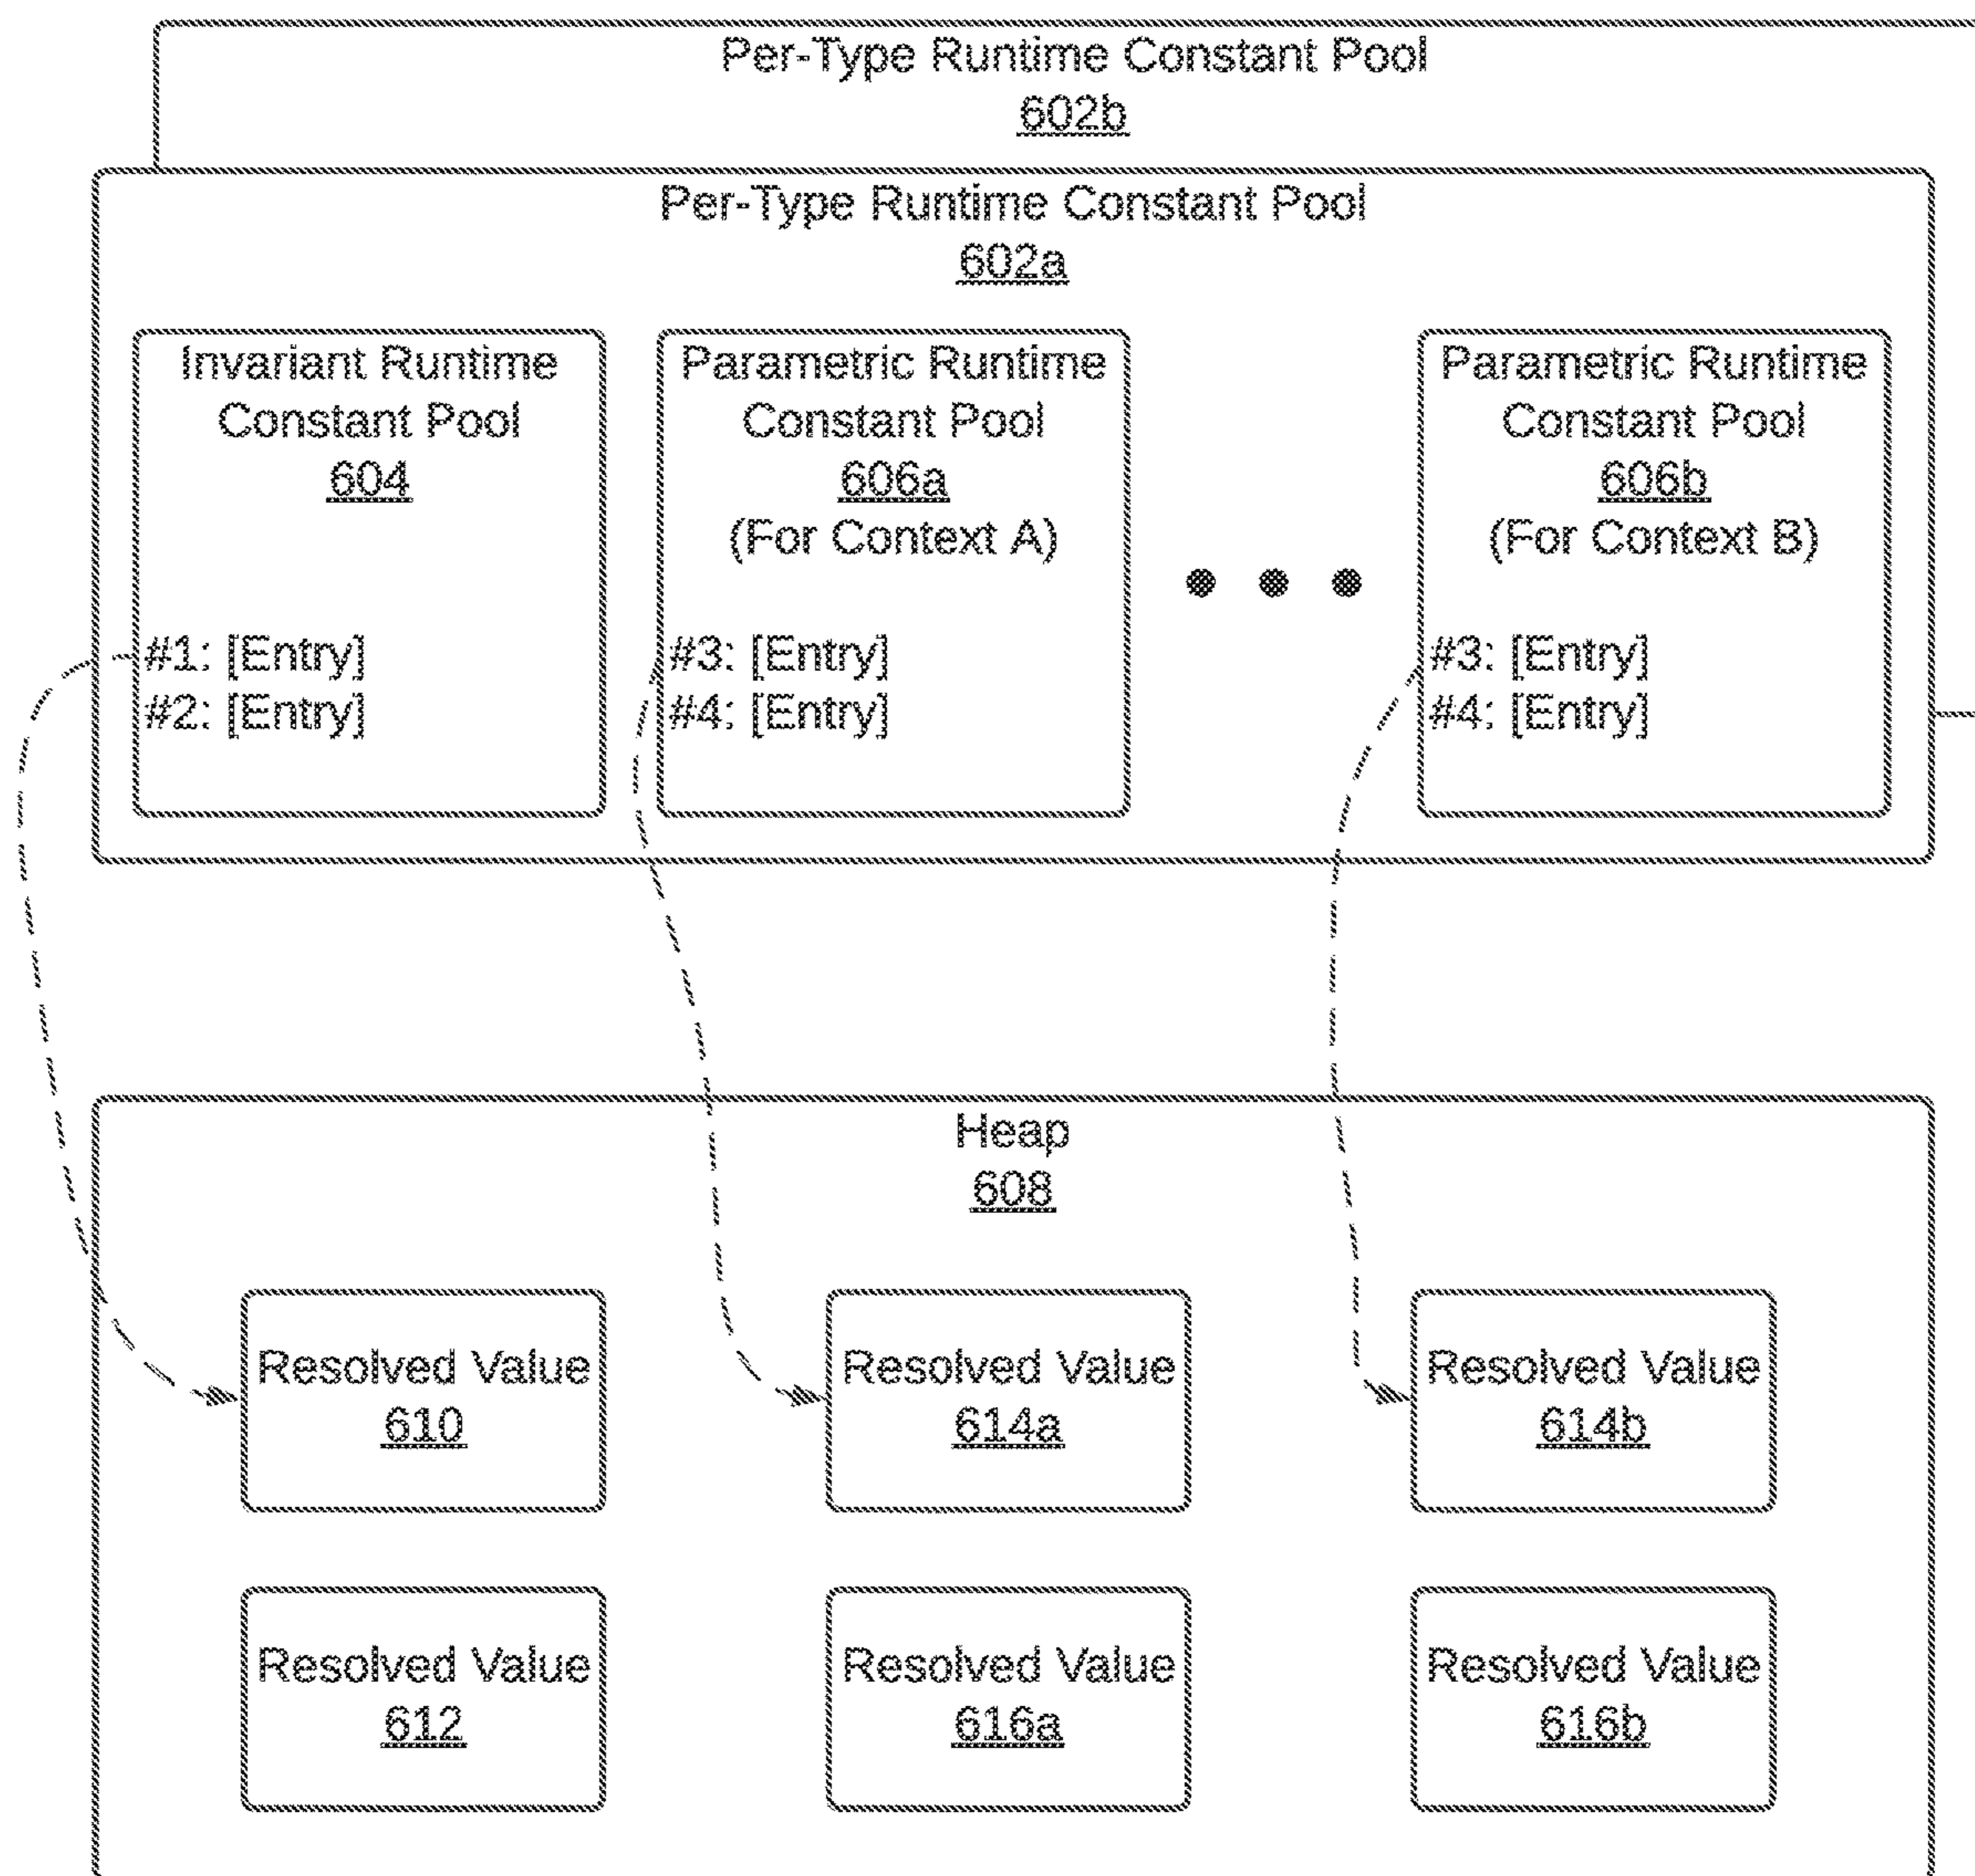 Per-Type Runtime Constant Pool
602b
Per-Type Runtime Constant Pool
602a
Invariant Runtime
Constant Pool
604
#1: [Entry]
#2: [Entry]
Parametric Runtime
Constant Pool
606a
(For Context A)
#3: [Entry]
#4: [Entry]
Parametric Runtime
Constant Pool
606b
(For Context B)
#3: [Entry]
#4: [Entry]
Heap
608
Resolved Value
610
Resolved Value
614a
Resolved Value
614b
Resolved Value
612
Resolved Value
616a
Resolved Value
616b